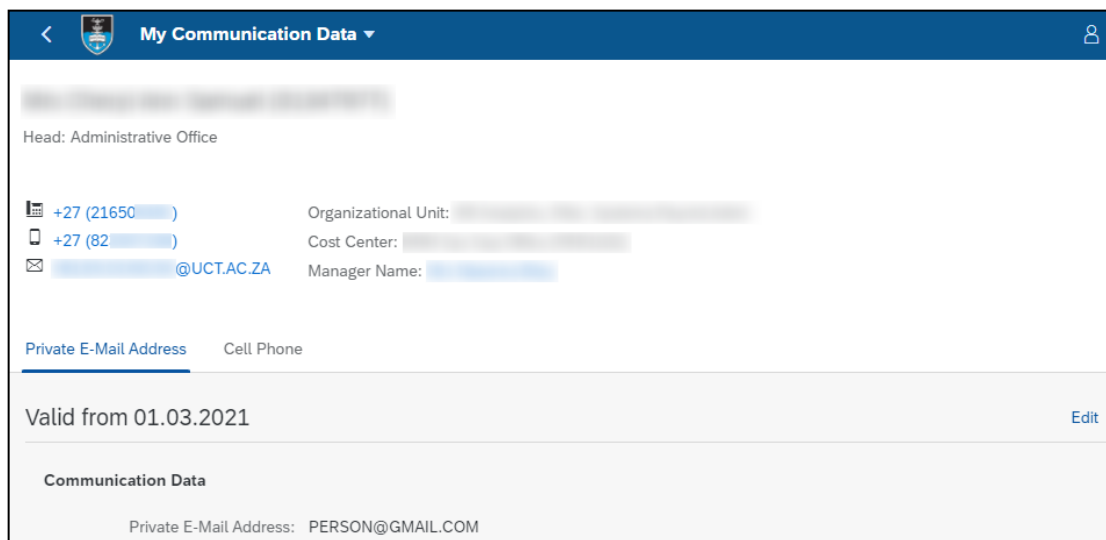 My Communication Data
Head: Administrative Office
+27 (21650 )
+27 (82 )
@UCT.AC.ZA
Organizational Unit:
Cost Center:
Manager Name:
Private E-Mail Address Cell Phone
Valid from 01.03.2021 Edit
Communication Data
Private E-Mail Address: PERSON@GMAIL.COM